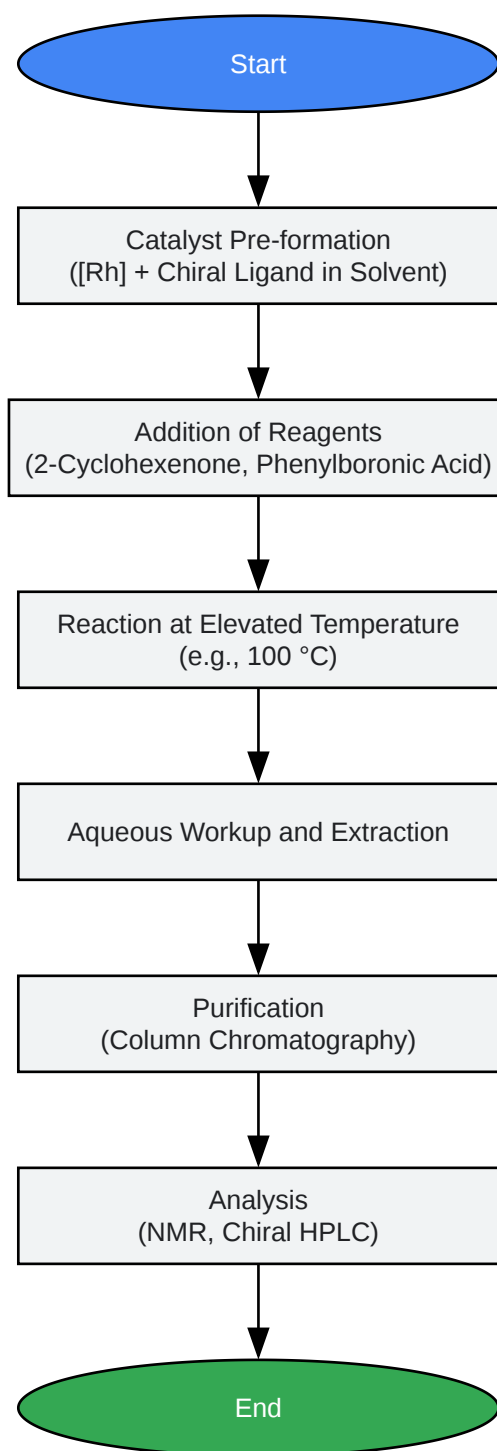 Start
Catalyst Pre-formation
([Rh] + Chiral Ligand in Solvent)
Addition of Reagents
(2-Cyclohexenone, Phenylboronic Acid)
Reaction at Elevated Temperature
(e.g., 100 °C)
Aqueous Workup and Extraction
Purification
(Column Chromatography)
Analysis
(NMR, Chiral HPLC)
End